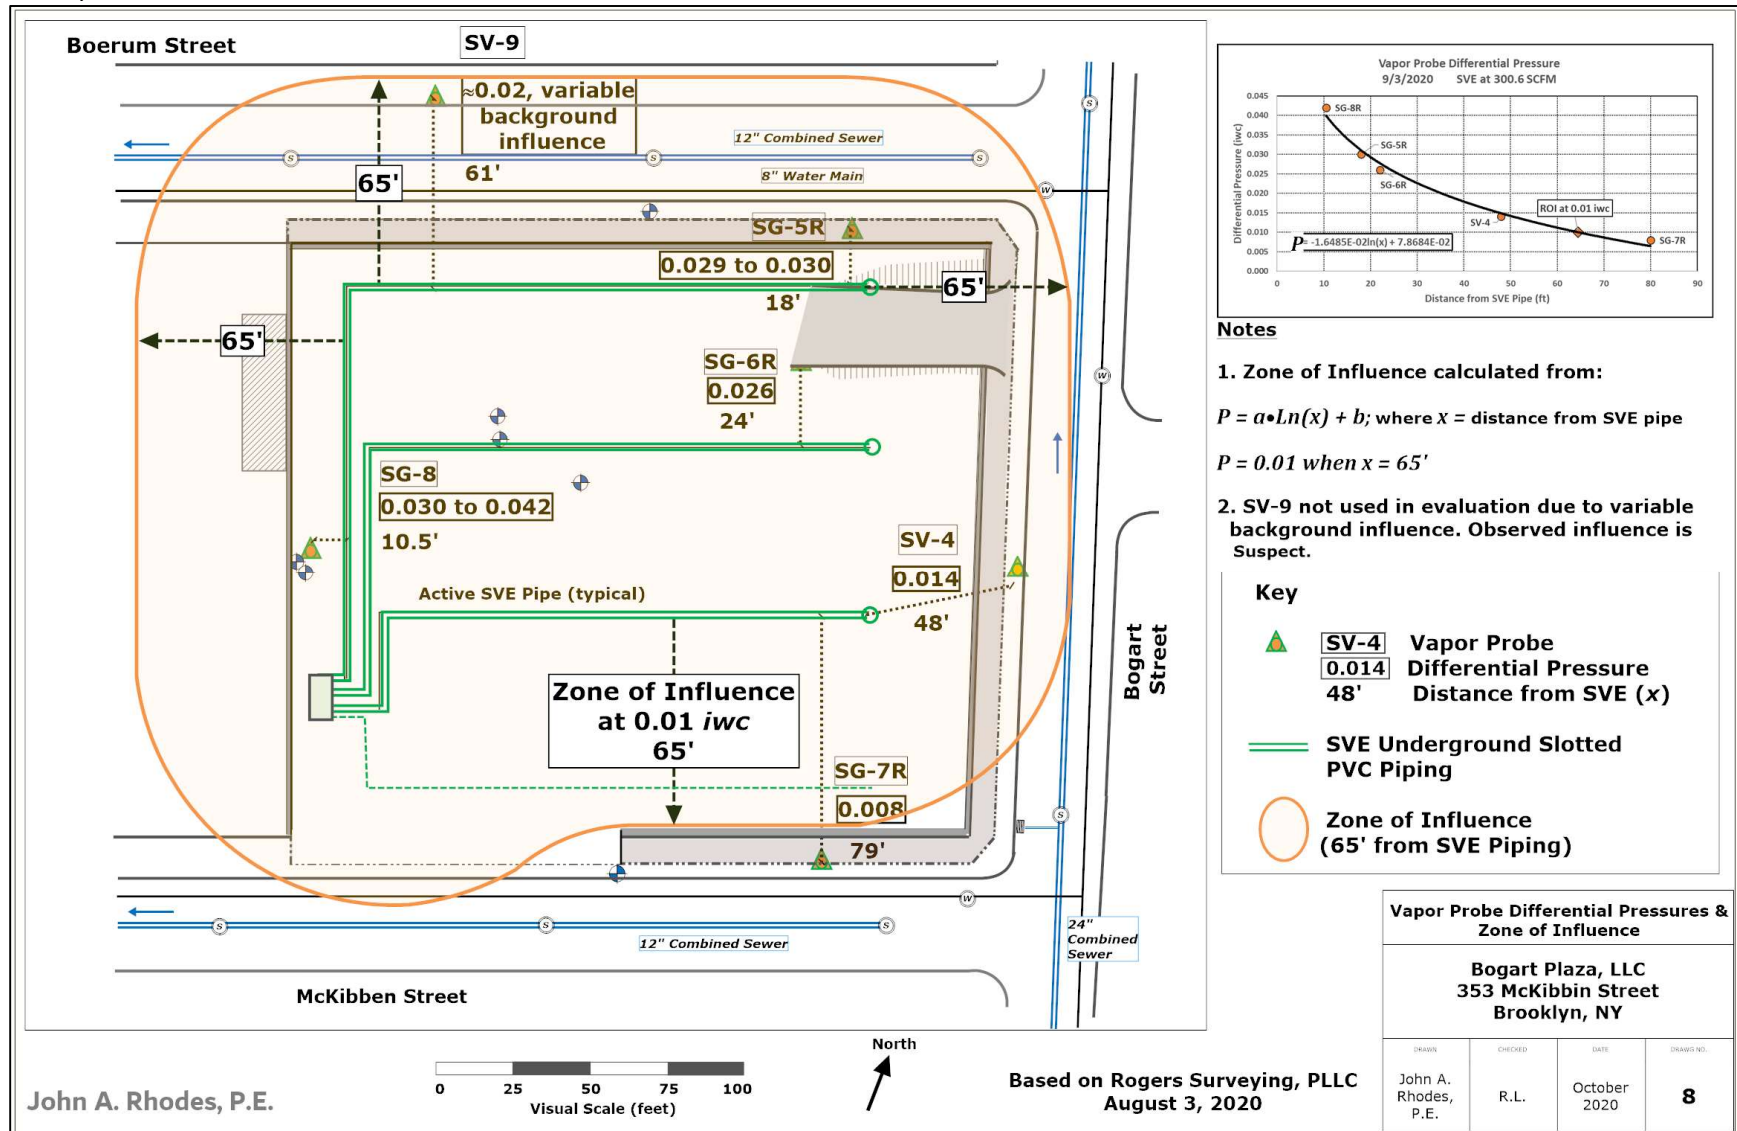 Boerum Street
SV-9
≈0.02, variable
background
influence
61'
65'
12" Combined Sewer
8" Water Main
SG-5R
0.029 to 0.030
18'
65'
65'
SG-6R
0.026
24'
SG-8
0.030 to 0.042
10.5'
SV-4
0.014
48'
Active SVE Pipe (typical)
Zone of Influence
at 0.01 iwc
65'
SG-7R
0.008
79'
Bogart
Street
12" Combined Sewer
24"
Combined
Sewer
McKibben Street
S
S
S
S
W
W
S
W
S
S
S
Vapor Probe Differential Pressure
9/3/2020 SVE at 300.6 SCFM
Differential Pressure (iwc)
0.045
0.040
0.035
0.030
0.025
0.020
0.015
0.010
0.005
0.000
SG-8R
SG-5R
SG-6R
SV-4
ROI at 0.01 iwc
SG-7R
P= -1.6485E-02ln(x) + 7.8684E-02
0 10 20 30 40 50 60 70 80 90
Distance from SVE Pipe (ft)
Notes
1. Zone of Influence calculated from:
P = a•Ln(x) + b; where x = distance from SVE pipe
P = 0.01 when x = 65'
2. SV-9 not used in evaluation due to variable
background influence. Observed influence is
Suspect.
Key
SV-4 Vapor Probe
0.014 Differential Pressure
48' Distance from SVE (x)
SVE Underground Slotted
PVC Piping
Zone of Influence
(65' from SVE Piping)
Vapor Probe Differential Pressures &
Zone of Influence
Bogart Plaza, LLC
353 McKibbin Street
Brooklyn, NY
DRAWN CHECKED DATE DRAWG NO.
John A.
Rhodes,
P.E.
R.L.
October
2020
8
John A. Rhodes, P.E.
0 25 50 75 100
Visual Scale (feet)
North
Based on Rogers Surveying, PLLC
August 3, 2020